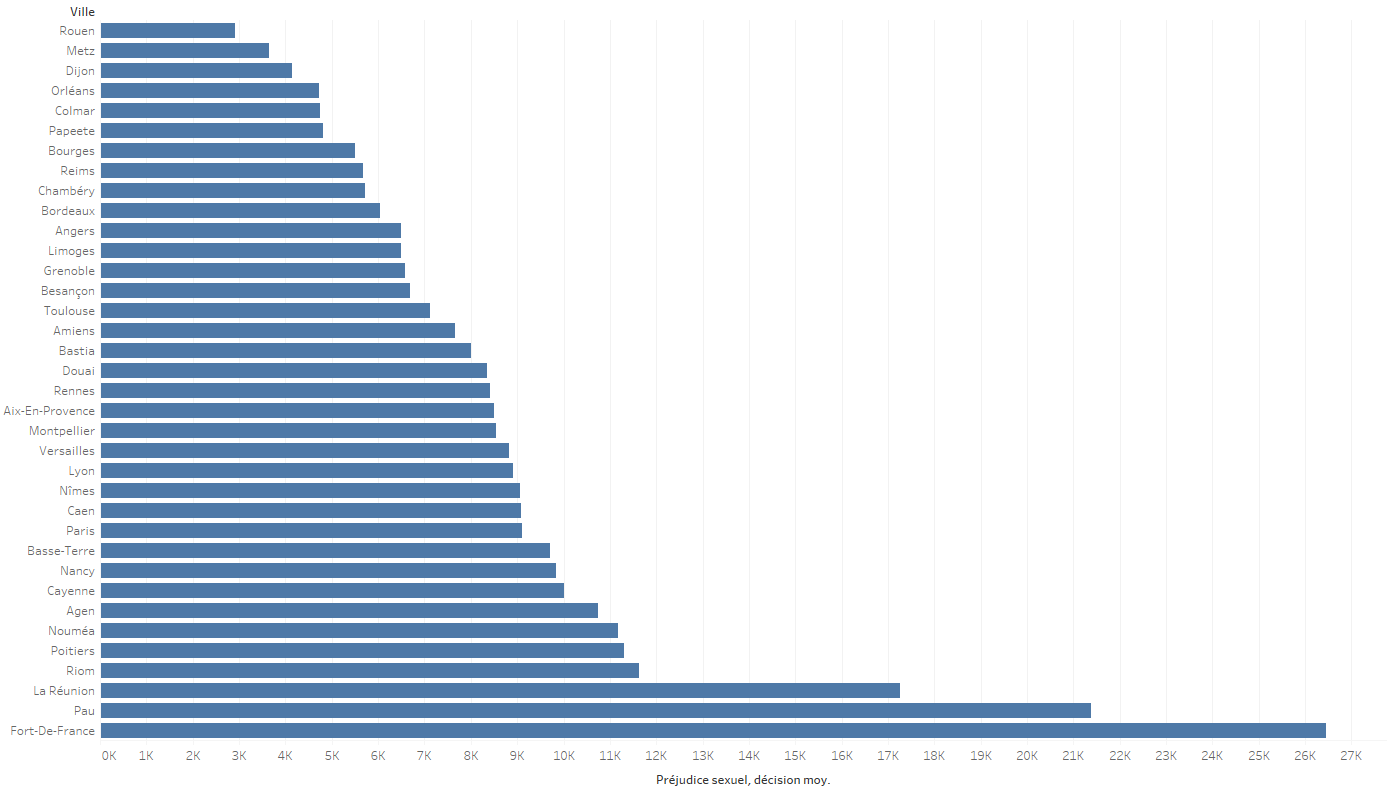 Ville
Rouen
Metz
Dijon
Orléans
Colmar
Papeete
Bourges
Reims
Chambéry
Bordeaux
Angers
Limoges
Grenoble
Besançon
Toulouse
Amiens
Bastia
Douai
Rennes
Aix-En-Provence
Montpellier
Versailles
Lyon
Nîmes
Caen
Paris
Basse-Terre
Nancy
Cayenne
Agen
Nouméa
Poitiers
Riom
La Réunion
Pau
Fort-De-France
0K 1K 2K 3K 4K 5K 6K 7K 8K 9K 10K 11K 12K 13K 14K 15K 16K 17K 18K 19K 20K 21K 22K 23K 24K 25K 26K 27K
Préjudice sexuel, décision moy.